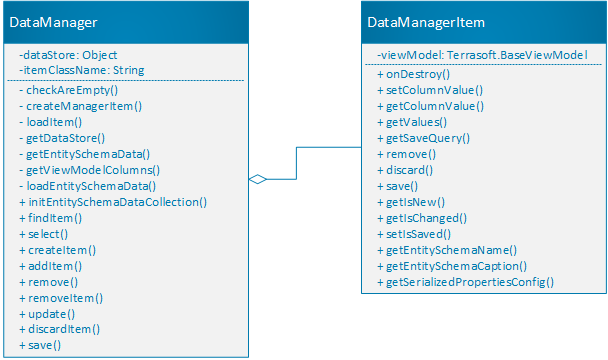 DataManager
-dataStore: Object
-itemClassName: String
- checkAreEmpty()
- createManagerItem()
- loadItem()
- getDataStore()
- getEntitySchemaData()
- getViewModelColumns()
- loadEntitySchemaData()
+ initEntitySchemaDataCollection()
+ findItem()
+ select()
+ createItem()
+ addItem()
+ remove()
+ removeItem()
+ update()
+ discardItem()
+ save()
DataManagerItem
-viewModel: Terrasoft.BaseViewModel
+ onDestroy()
+ setColumnValue()
+ getColumnValue()
+ getValues()
+ getSaveQuery()
+ remove()
+ discard()
+ save()
+ getIsNew()
+ getIsChanged()
+ setIsSaved()
+ getEntitySchemaName()
+ getEntitySchemaCaption()
+ getSerializedPropertiesConfig()